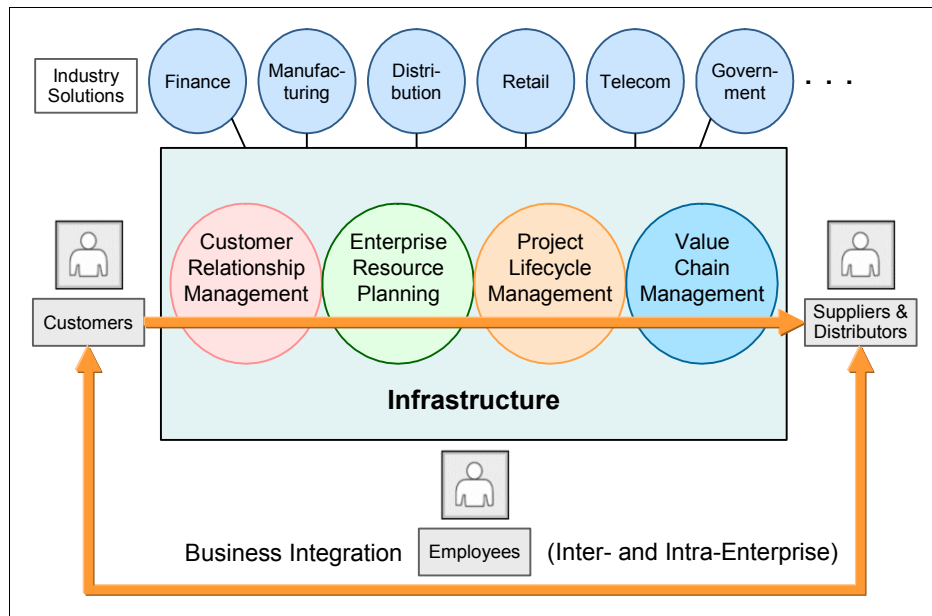 Industry
Solutions
Finance
Manufac-
turing
Distri-
bution
Retail
Telecom
Govern-
ment
. . .
Customer
Relationship
Management
Enterprise
Resource
Planning
Project
Lifecycle
Management
Value
Chain
Management
Customers
Suppliers &
Distributors
Infrastructure
Business Integration
Employees
(Inter- and Intra-Enterprise)